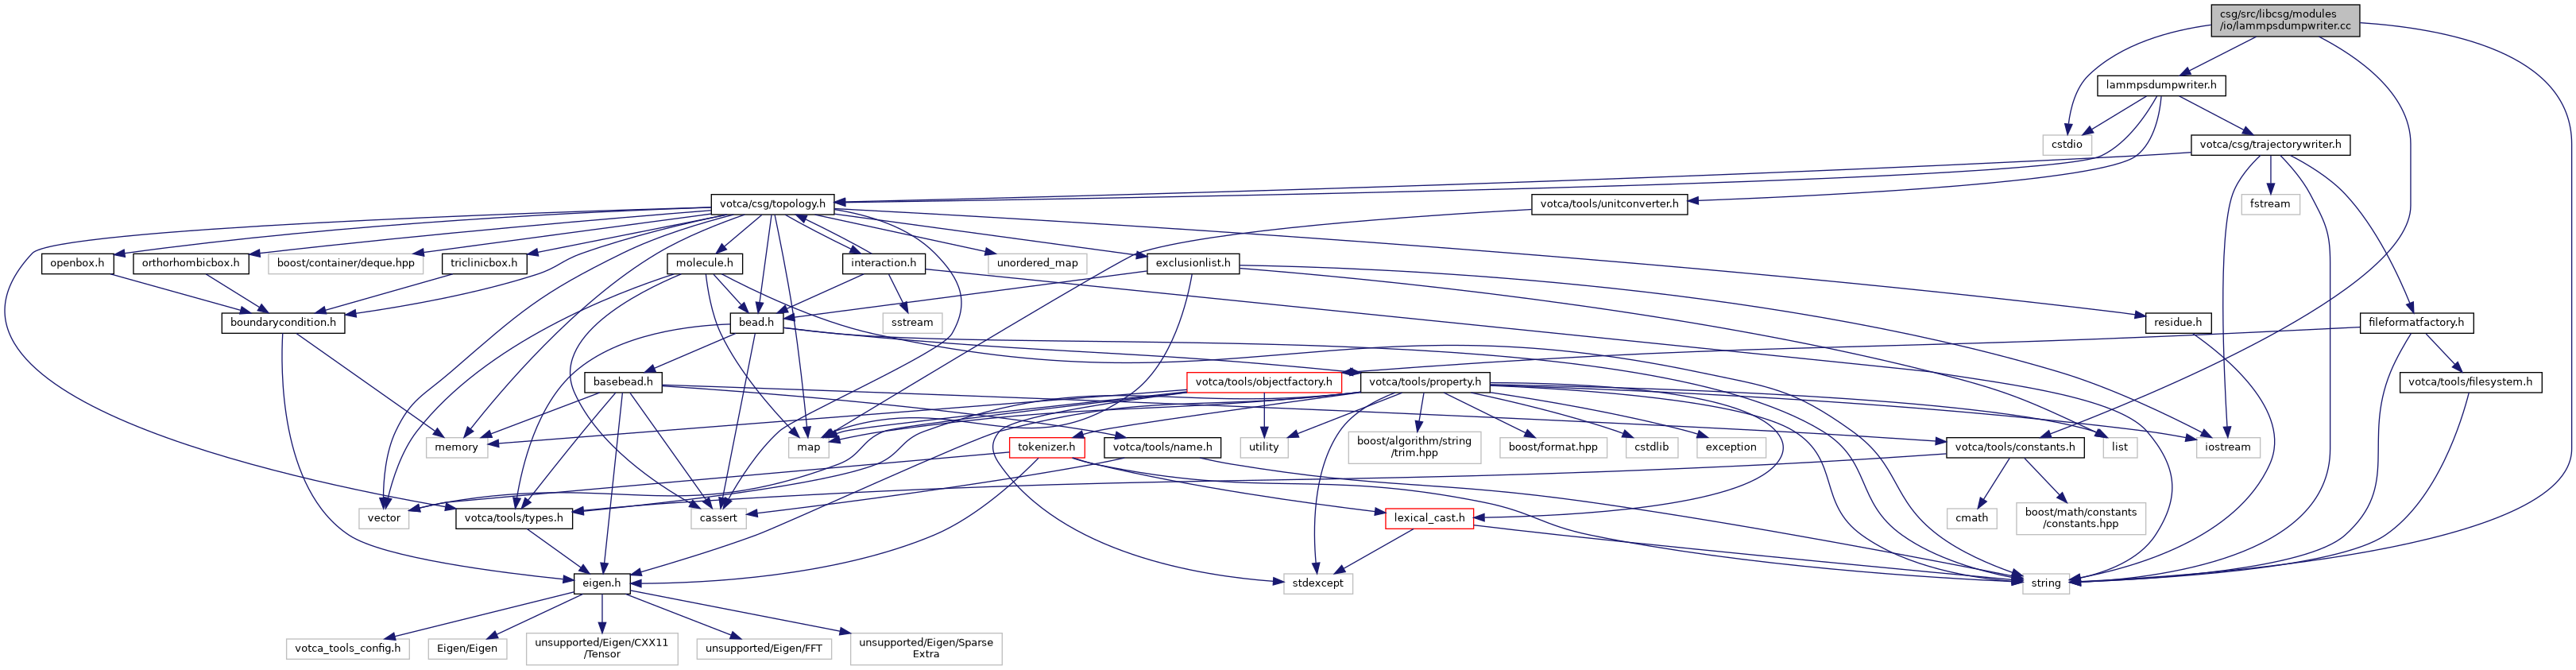 csg/src/libcsg/modules
/io/lammpsdumpwriter.cc
lammpsdumpwriter.h
cstdio
votca/csg/trajectorywriter.h
votca/csg/topology.h
votca/tools/unitconverter.h
fstream
openbox.h
orthorhombicbox.h
boost/container/deque.hpp
triclinicbox.h
molecule.h
interaction.h
unordered_map
exclusionlist.h
boundarycondition.h
bead.h
sstream
residue.h
fileformatfactory.h
basebead.h
votca/tools/objectfactory.h
votca/tools/property.h
votca/tools/filesystem.h
memory
map
tokenizer.h
votca/tools/name.h
utility
boost/algorithm/string
/trim.hpp
boost/format.hpp
cstdlib
exception
votca/tools/constants.h
list
iostream
vector
votca/tools/types.h
cassert
lexical_cast.h
cmath
boost/math/constants
/constants.hpp
eigen.h
stdexcept
string
votca_tools_config.h
Eigen/Eigen
unsupported/Eigen/CXX11
/Tensor
unsupported/Eigen/FFT
unsupported/Eigen/Sparse
Extra